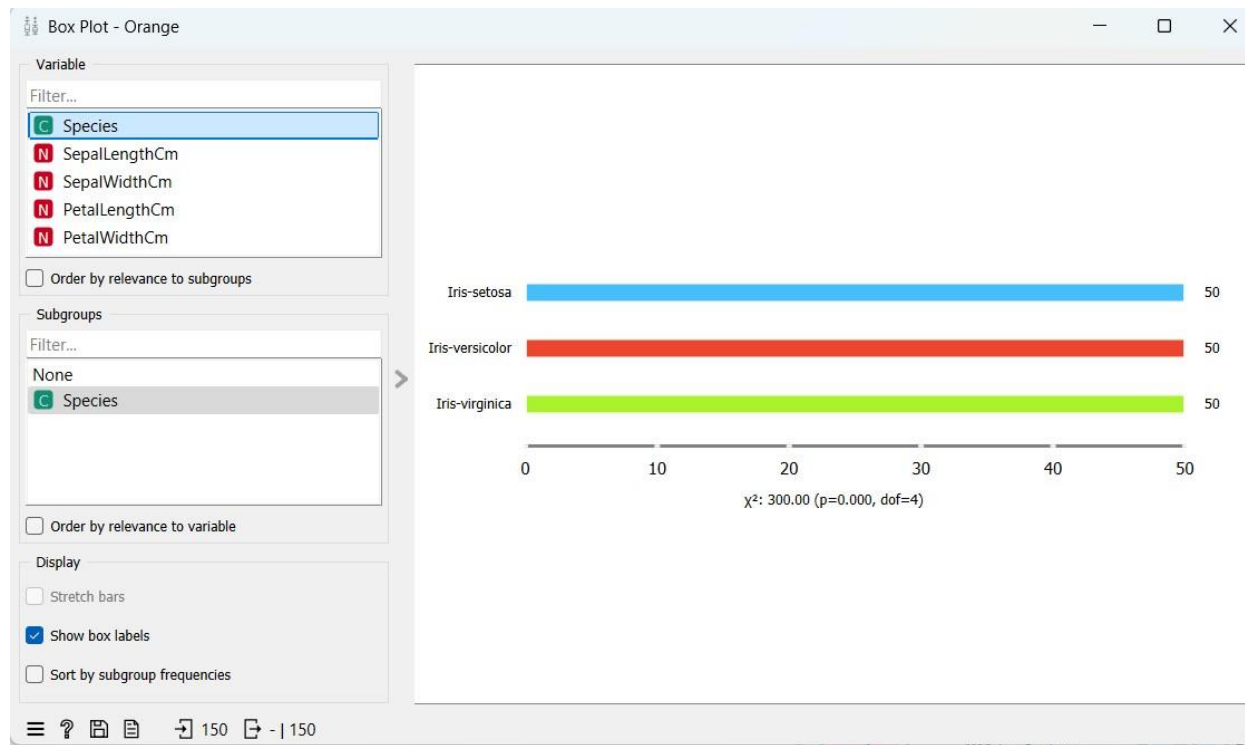 Box Plot - Orange
Variable
Filter...
C Species
N SepalLengthCm
N SepalWidthCm
N PetalLengthCm
N PetalWidthCm
Order by relevance to subgroups
Subgroups
Filter...
None
C Species
Order by relevance to variable
Display
Stretch bars
Show box labels
Sort by subgroup frequencies
150 - | 150
Iris-setosa 50
Iris-versicolor 50
Iris-virginica 50
0 10 20 30 40 50
χ²: 300.00 (p=0.000, dof=4)